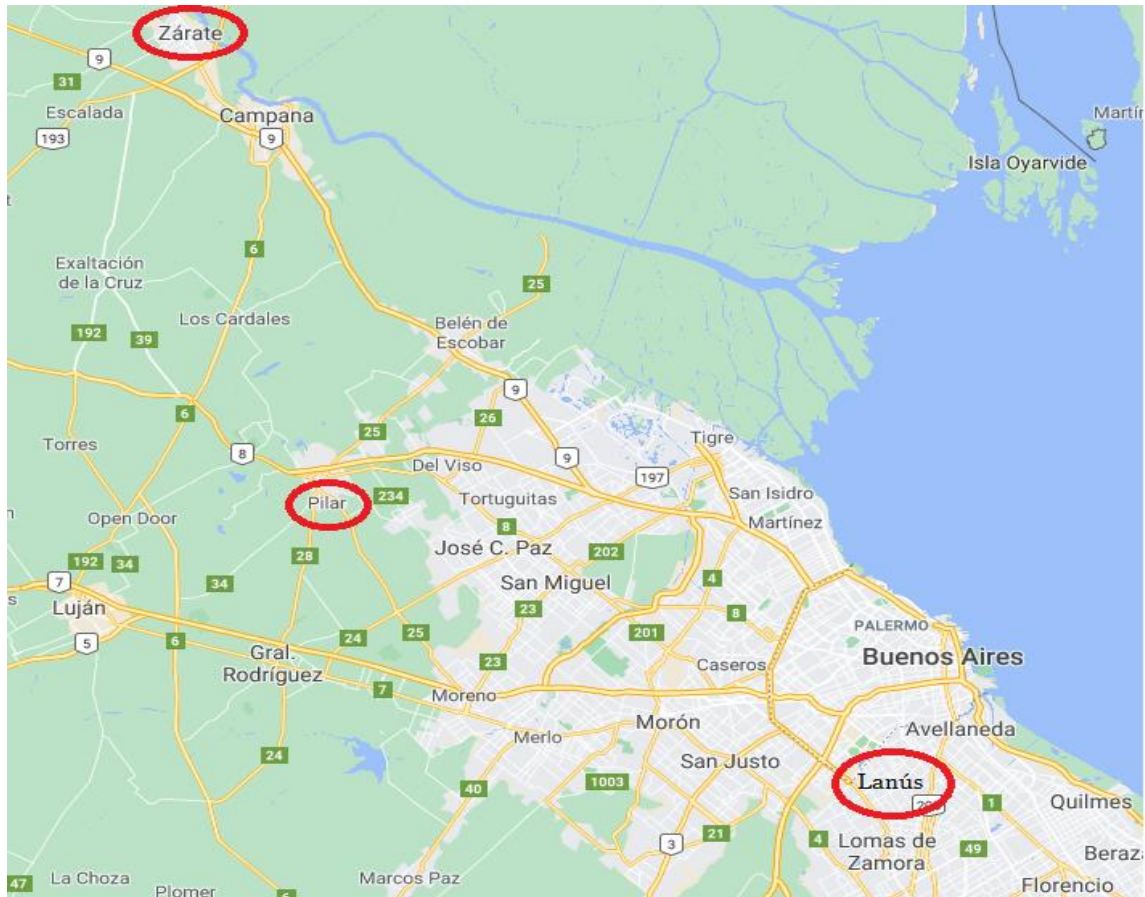 Zárate
9
31
Escalada
Campana
193
9
Martír
Isla Oyarvide
6
Exaltación
de la Cruz
25
Los Cardales
192
39
Belén de
Escobar
9
6
26
25
Torres
8
9
Tigre
Del Viso
197
Pilar
234
Tortuguitas
San Isidro
Open Door
8
Martínez
28
José C. Paz
202
192
34
7
34
San Miguel
4
Luján
23
8
5
6
24
25
201
PALERMO
Gral.
Rodríguez
23
Caseros
Buenos Aires
7
Moreno
Morón
Merlo
Avellaneda
24
San Justo
40
1003
Lanús
1
Quilmes
3
21
4
Lomas de
Zamora
49
Beraz
47
La Choza
Marcos Paz
Plomer
6
Florencio